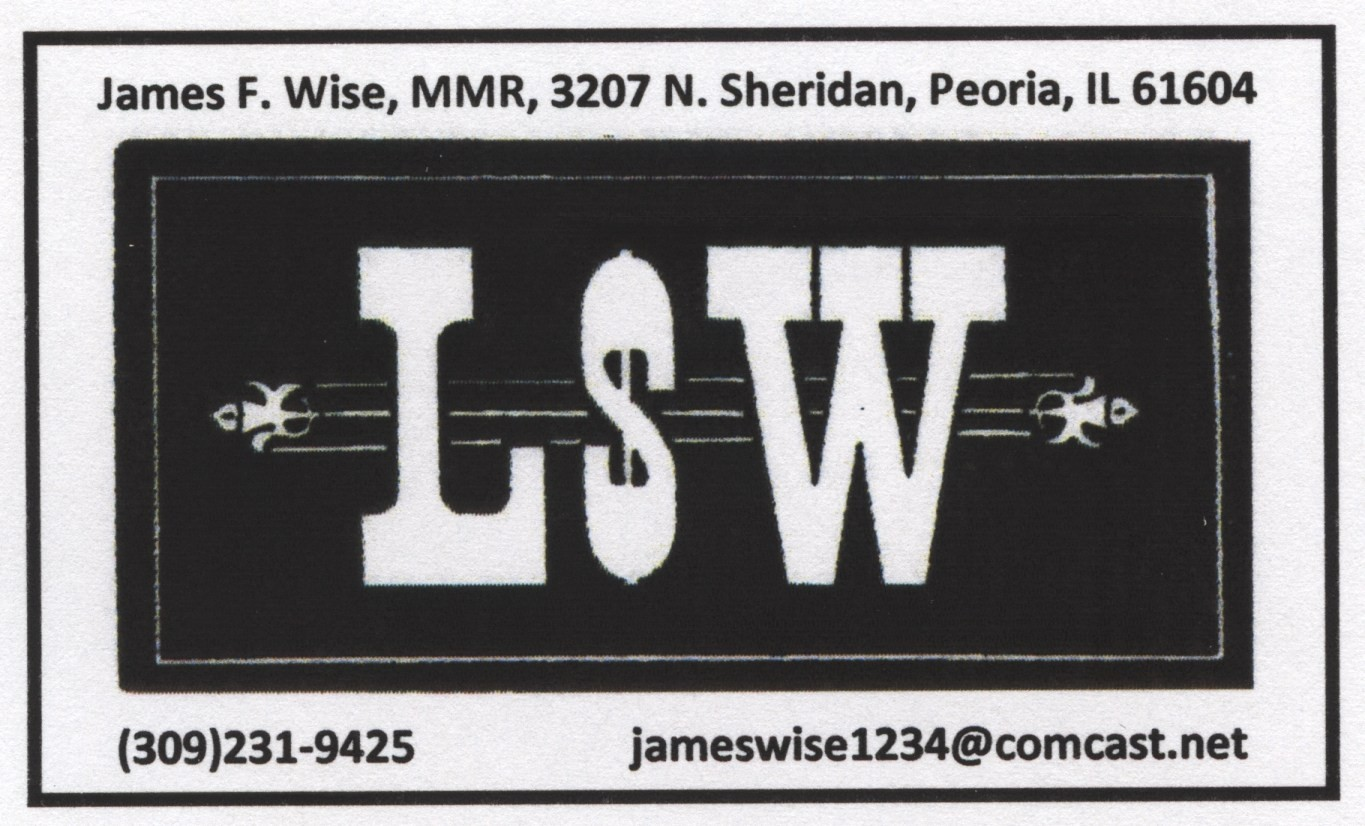 James F. Wise, MMR, 3207 N. Sheridan, Peoria, IL 61604
LSW
(309)231-9425
jameswise1234@comcast.net